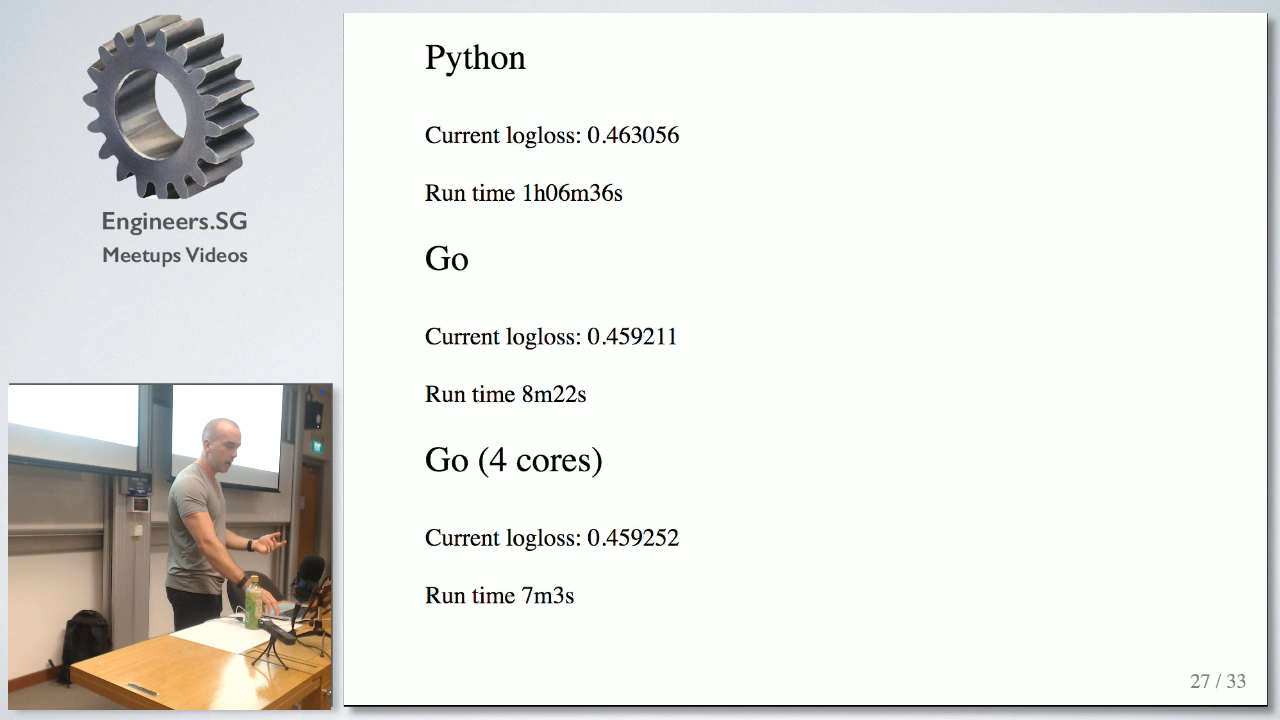 Engineers.SG
Meetups Videos
Python
Current logloss: 0.463056
Run time 1h06m36s
Go
Current logloss: 0.459211
Run time 8m22s
Go (4 cores)
Current logloss: 0.459252
Run time 7m3s
27 / 33